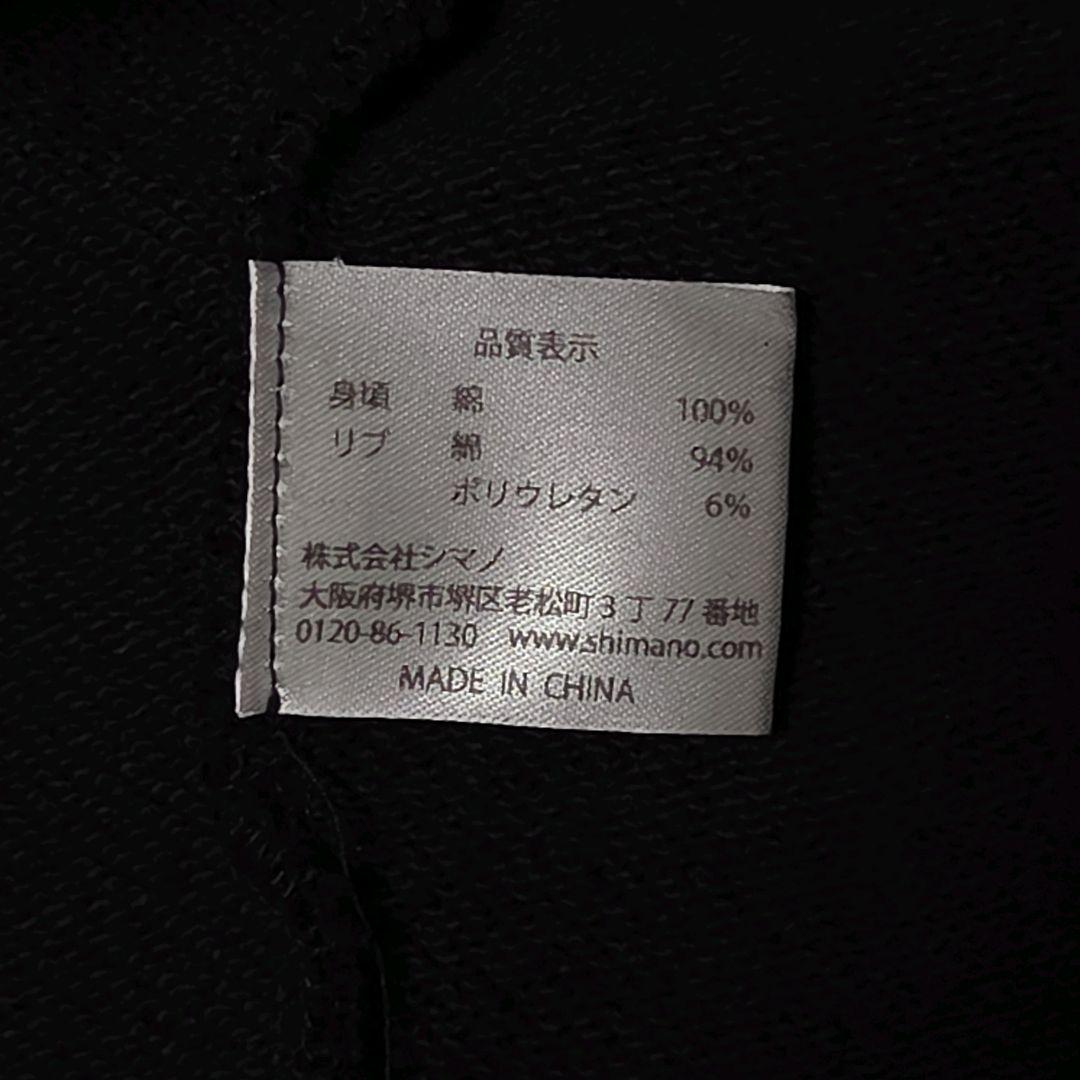 品質表示
身頃 綿 100%
リブ 綿 94%
ポリウレタン 6%
株式会社シマノ
大阪府堺市堺区老松町 3 丁 77 番地
0120-86-1130 www.shimano.com
MADE IN CHINA